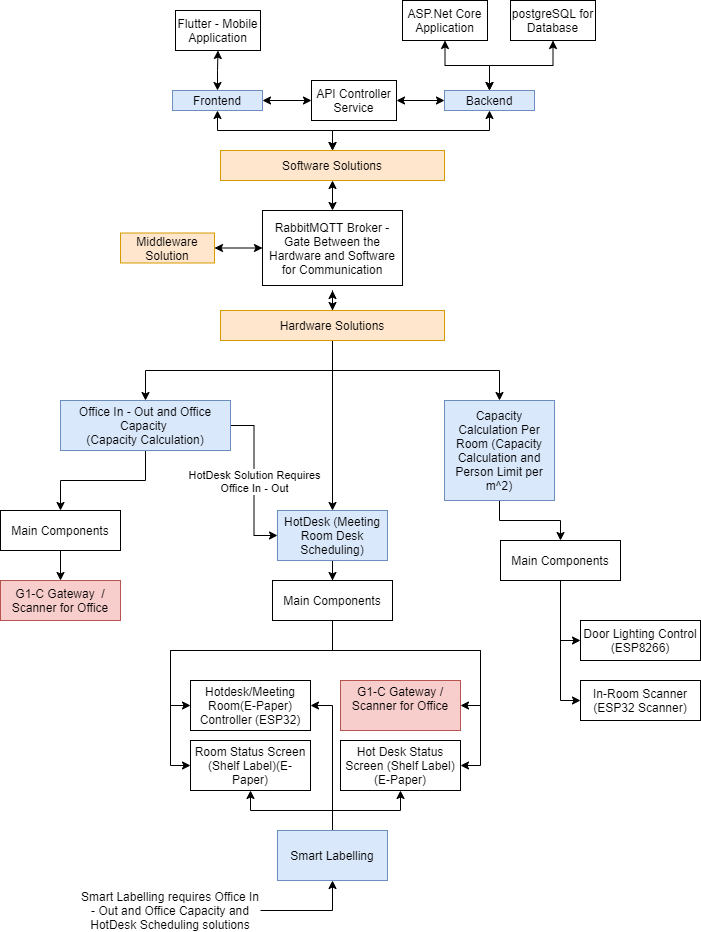 Flutter - Mobile
Application
ASP.Net Core
Application
postgreSQL for
Database
Frontend
API Controller
Service
Backend
Software Solutions
Middleware
Solution
RabbitMQTT Broker -
Gate Between the
Hardware and Software
for Communication
Hardware Solutions
Office In - Out and Office
Capacity
(Capacity Calculation)
Capacity
Calculation Per
Room (Capacity
Calculation and
Person Limit per
m^2)
HotDesk Solution Requires
Office In - Out
Main Components
HotDesk (Meeting
Room Desk
Scheduling)
Main Components
G1-C Gateway /
Scanner for Office
Main Components
Door Lighting Control
(ESP8266)
In-Room Scanner
(ESP32 Scanner)
Hotdesk/Meeting
Room(E-Paper)
Controller (ESP32)
G1-C Gateway /
Scanner for Office
Room Status Screen
(Shelf Label)(E-
Paper)
Hot Desk Status
Screen (Shelf Label)
(E-Paper)
Smart Labelling
Smart Labelling requires Office In
- Out and Office Capacity and
HotDesk Scheduling solutions